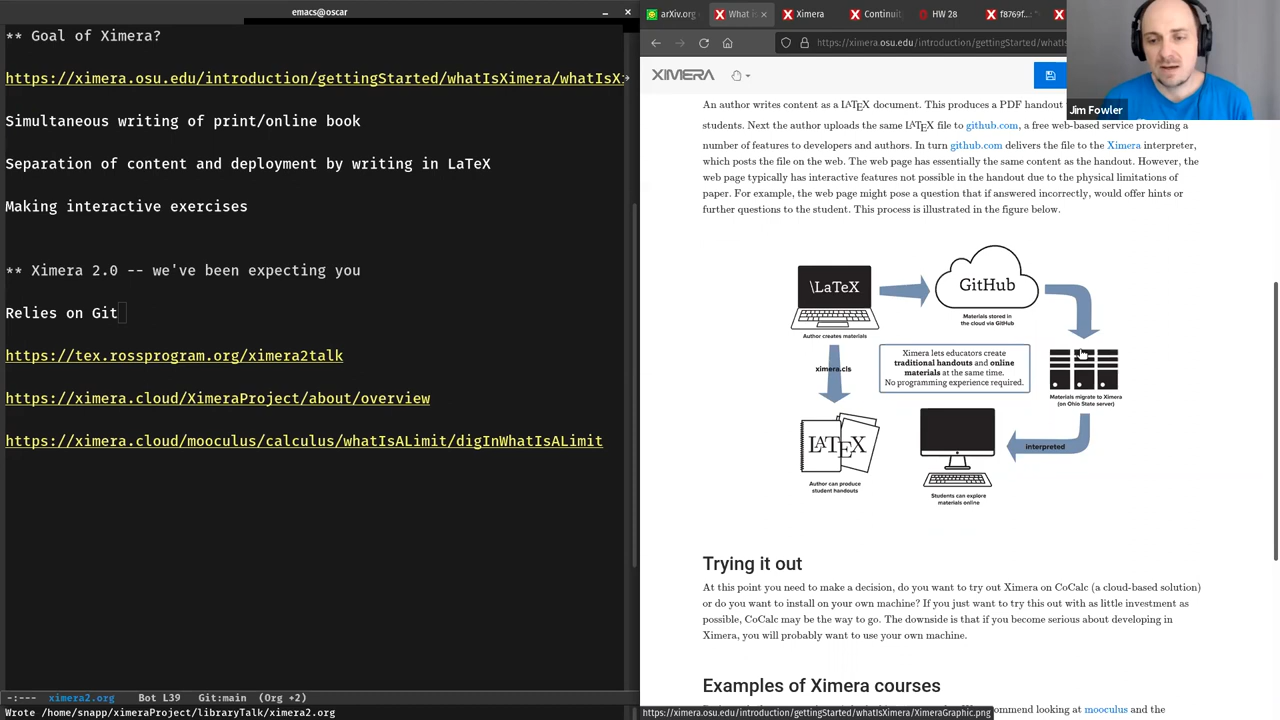 emacs@oscar
** Goal of Ximera?
https://ximera.osu.edu/introduction/gettingStarted/whatIsXimera/whatIsX
Simultaneous writing of print/online book
Separation of content and deployment by writing in LaTeX
Making interactive exercises
** Ximera 2.0 -- we've been expecting you
Relies on Git
https://tex.rossprogram.org/ximera2talk
https://ximera.cloud/XimeraProject/about/overview
https://ximera.cloud/mooculus/calculus/whatIsALimit/digInWhatIsALimit
-:--- ximera2.org Bot L39 Git:main (Org +2)
Wrote /home/snapp/ximeraProject/libraryTalk/ximera2.org
arXiv.org
What is
Ximera
Continuit
HW 28
f8769f...: "
https://ximera.osu.edu/introduction/gettingStarted/whatIs
XIMERA
Jim Fowler
An author writes content as a LATEX document. This produces a PDF handout
students. Next the author uploads the same LATEX file to github.com, a free web-based service providing a
number of features to developers and authors. In turn github.com delivers the file to the Ximera interpreter,
which posts the file on the web. The web page has essentially the same content as the handout. However, the
web page typically has interactive features not possible in the handout due to the physical limitations of
paper. For example, the web page might pose a question that if answered incorrectly, would offer hints or
further questions to the student. This process is illustrated in the figure below.
\LaTeX
Author creates materials
GitHub
Materials stored in
the cloud via GitHub
ximera.cls
Ximera lets educators create
traditional handouts and online
materials at the same time.
No programming experience required.
Materials migrate to Ximera
(on Ohio State server)
LATEX
Author can produce
student handouts
interpreted
Students can explore
materials online
Trying it out
At this point you need to make a decision, do you want to try out Ximera on CoCalc (a cloud-based solution)
or do you want to install on your own machine? If you just want to try this out with as little investment as
possible, CoCalc may be the way to go. The downside is that if you become serious about developing in
Ximera, you will probably want to use your own machine.
Examples of Ximera courses
mmend looking at mooculus and the
https://ximera.osu.edu/introduction/gettingStarted/whatIsXimera/XimeraGraphic.png